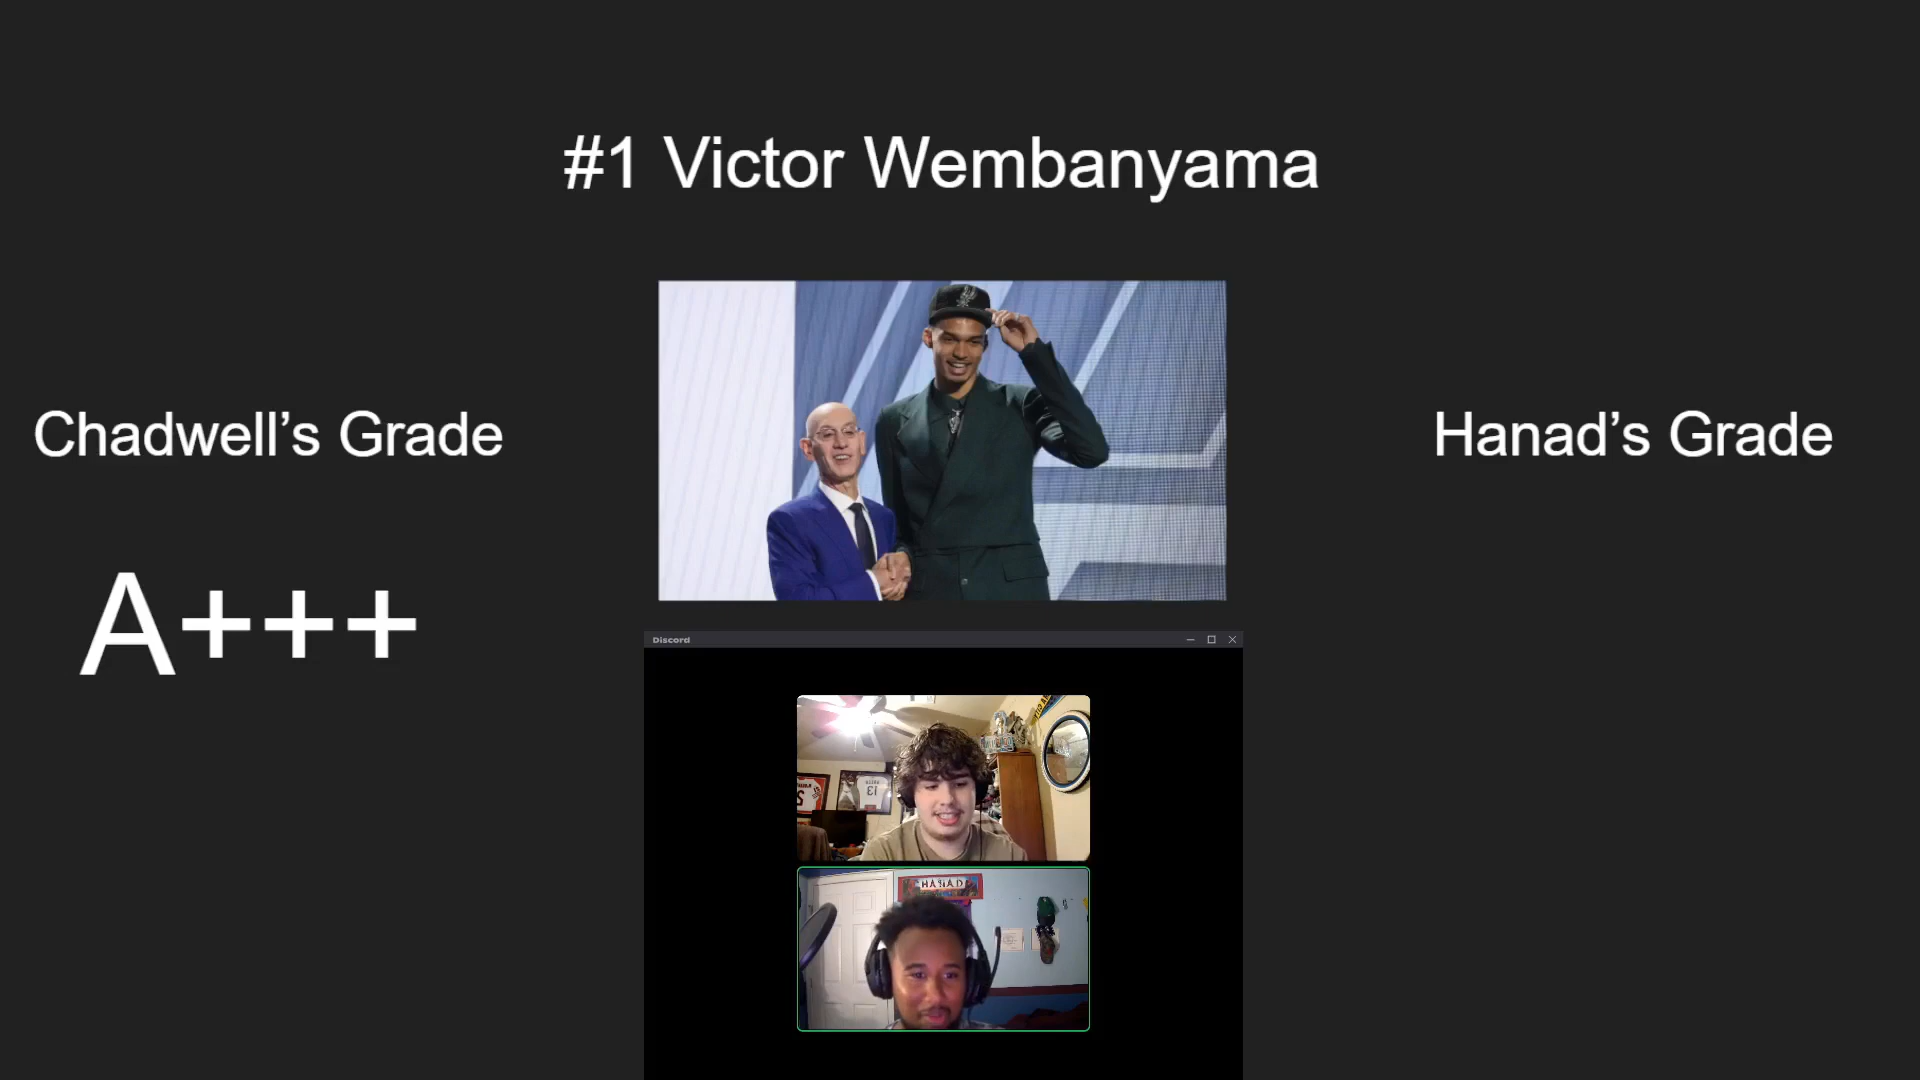 #1 Victor Wembanyama
Chadwell’s Grade
Hanad’s Grade
A+++
Discord
HANAD